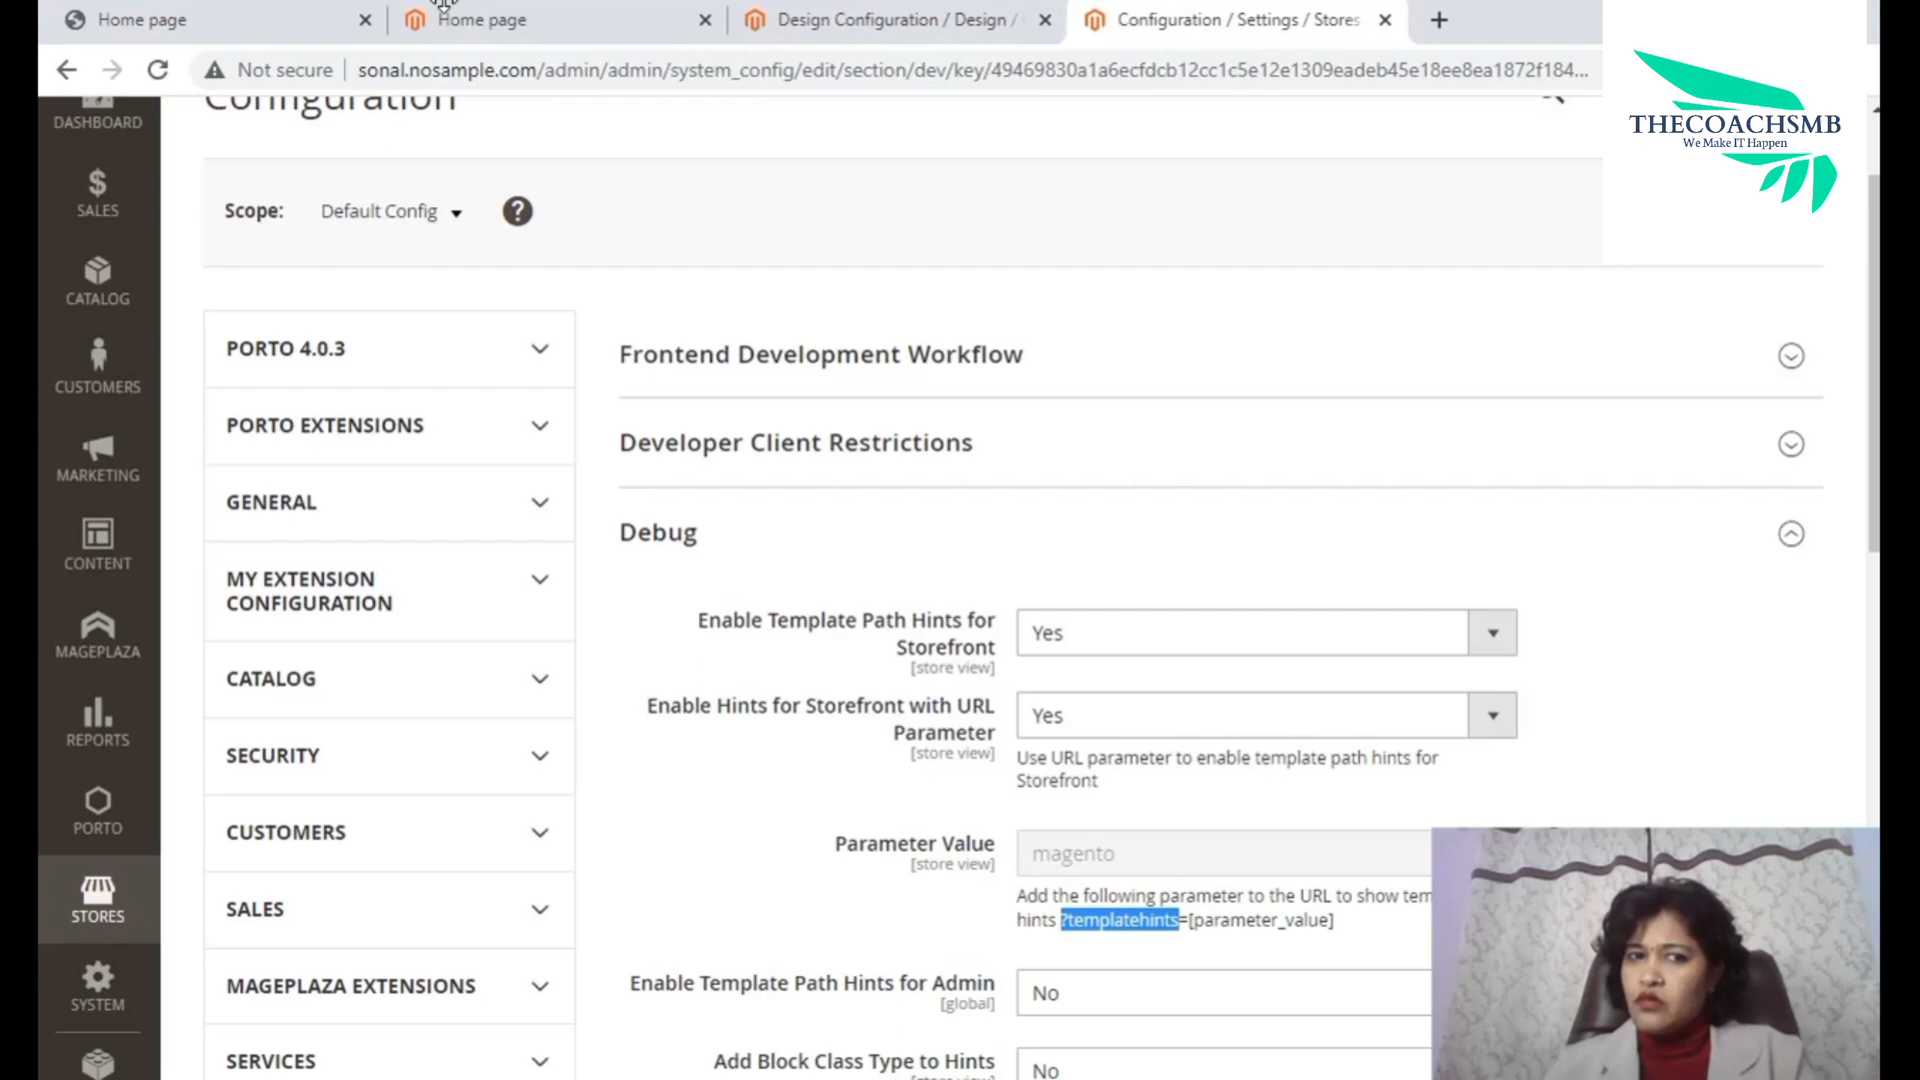 Home page
Home page
Design Configuration / Design /
Configuration / Settings / Stores
Not secure
sonal.nosample.com/admin/admin/system_config/edit/section/dev/key/49469830a1a6ecfdcb12cc1c5e12e1309eadeb45e18ee8ea1872f184...
THECOACHSMB
We Make IT Happen
Configuration
Scope:
Default Config
?
DASHBOARD
SALES
CATALOG
CUSTOMERS
MARKETING
CONTENT
MAGEPLAZA
REPORTS
PORTO
STORES
SYSTEM
PORTO 4.0.3
PORTO EXTENSIONS
GENERAL
MY EXTENSION
CONFIGURATION
CATALOG
SECURITY
CUSTOMERS
SALES
MAGEPLAZA EXTENSIONS
SERVICES
Frontend Development Workflow
Developer Client Restrictions
Debug
Enable Template Path Hints for
Storefront
[store view]
Yes
Enable Hints for Storefront with URL
Parameter
[store view]
Yes
Use URL parameter to enable template path hints for
Storefront
Parameter Value
[store view]
magento
Add the following parameter to the URL to show tem
hints ?templatehints=[parameter_value]
Enable Template Path Hints for Admin
[global]
No
Add Block Class Type to Hints
No